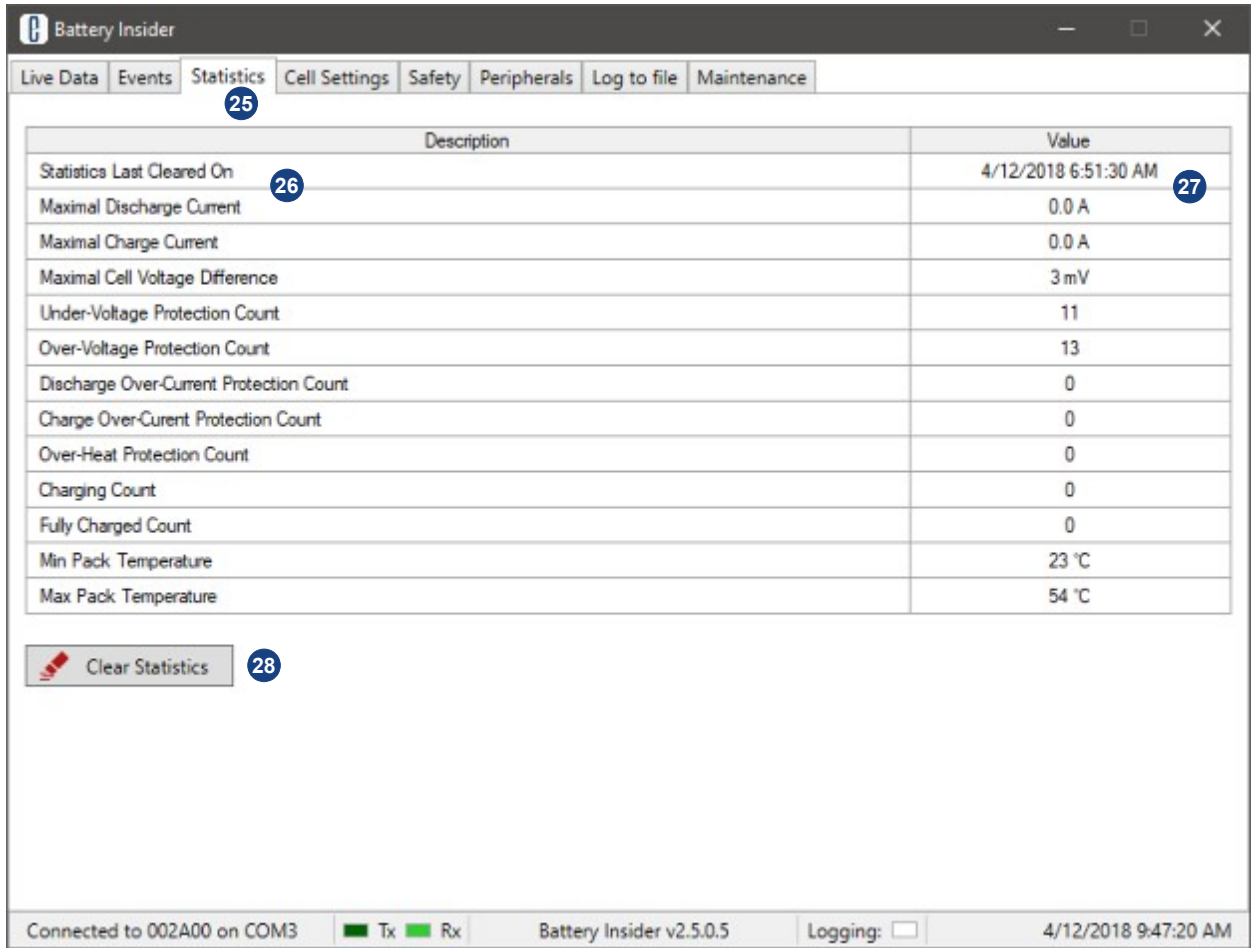 Battery Insider
Live Data Events Statistics Cell Settings Safety Peripherals Log to file Maintenance
25
Description Value
Statistics Last Cleared On 26 4/12/2018 6:51:30 AM 27
Maximal Discharge Current 0.0 A
Maximal Charge Current 0.0 A
Maximal Cell Voltage Difference 3 mV
Under-Voltage Protection Count 11
Over-Voltage Protection Count 13
Discharge Over-Current Protection Count 0
Charge Over-Curent Protection Count 0
Over-Heat Protection Count 0
Charging Count 0
Fully Charged Count 0
Min Pack Temperature 23 °C
Max Pack Temperature 54 °C
Clear Statistics 28
Connected to 002A00 on COM3 Tx Rx Battery Insider v2.5.0.5 Logging: 4/12/2018 9:47:20 AM